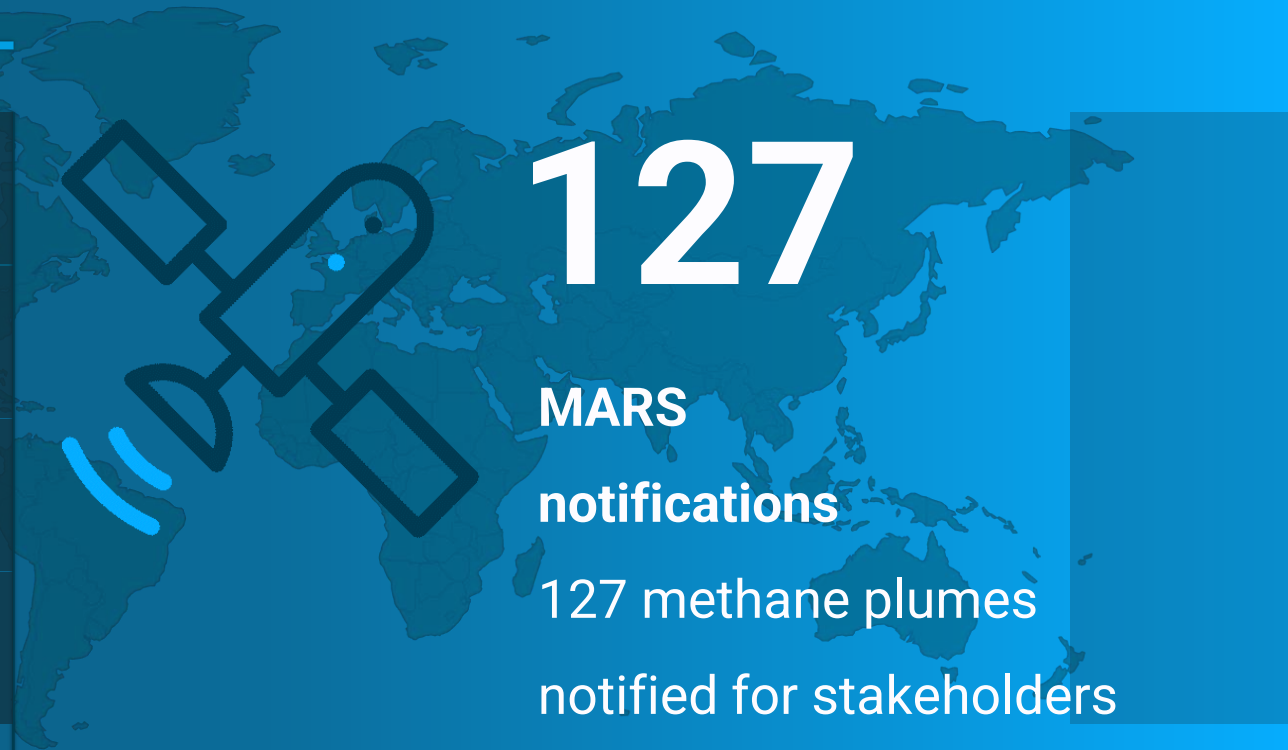 127
MARS
notifications
127 methane plumes
notified for stakeholders